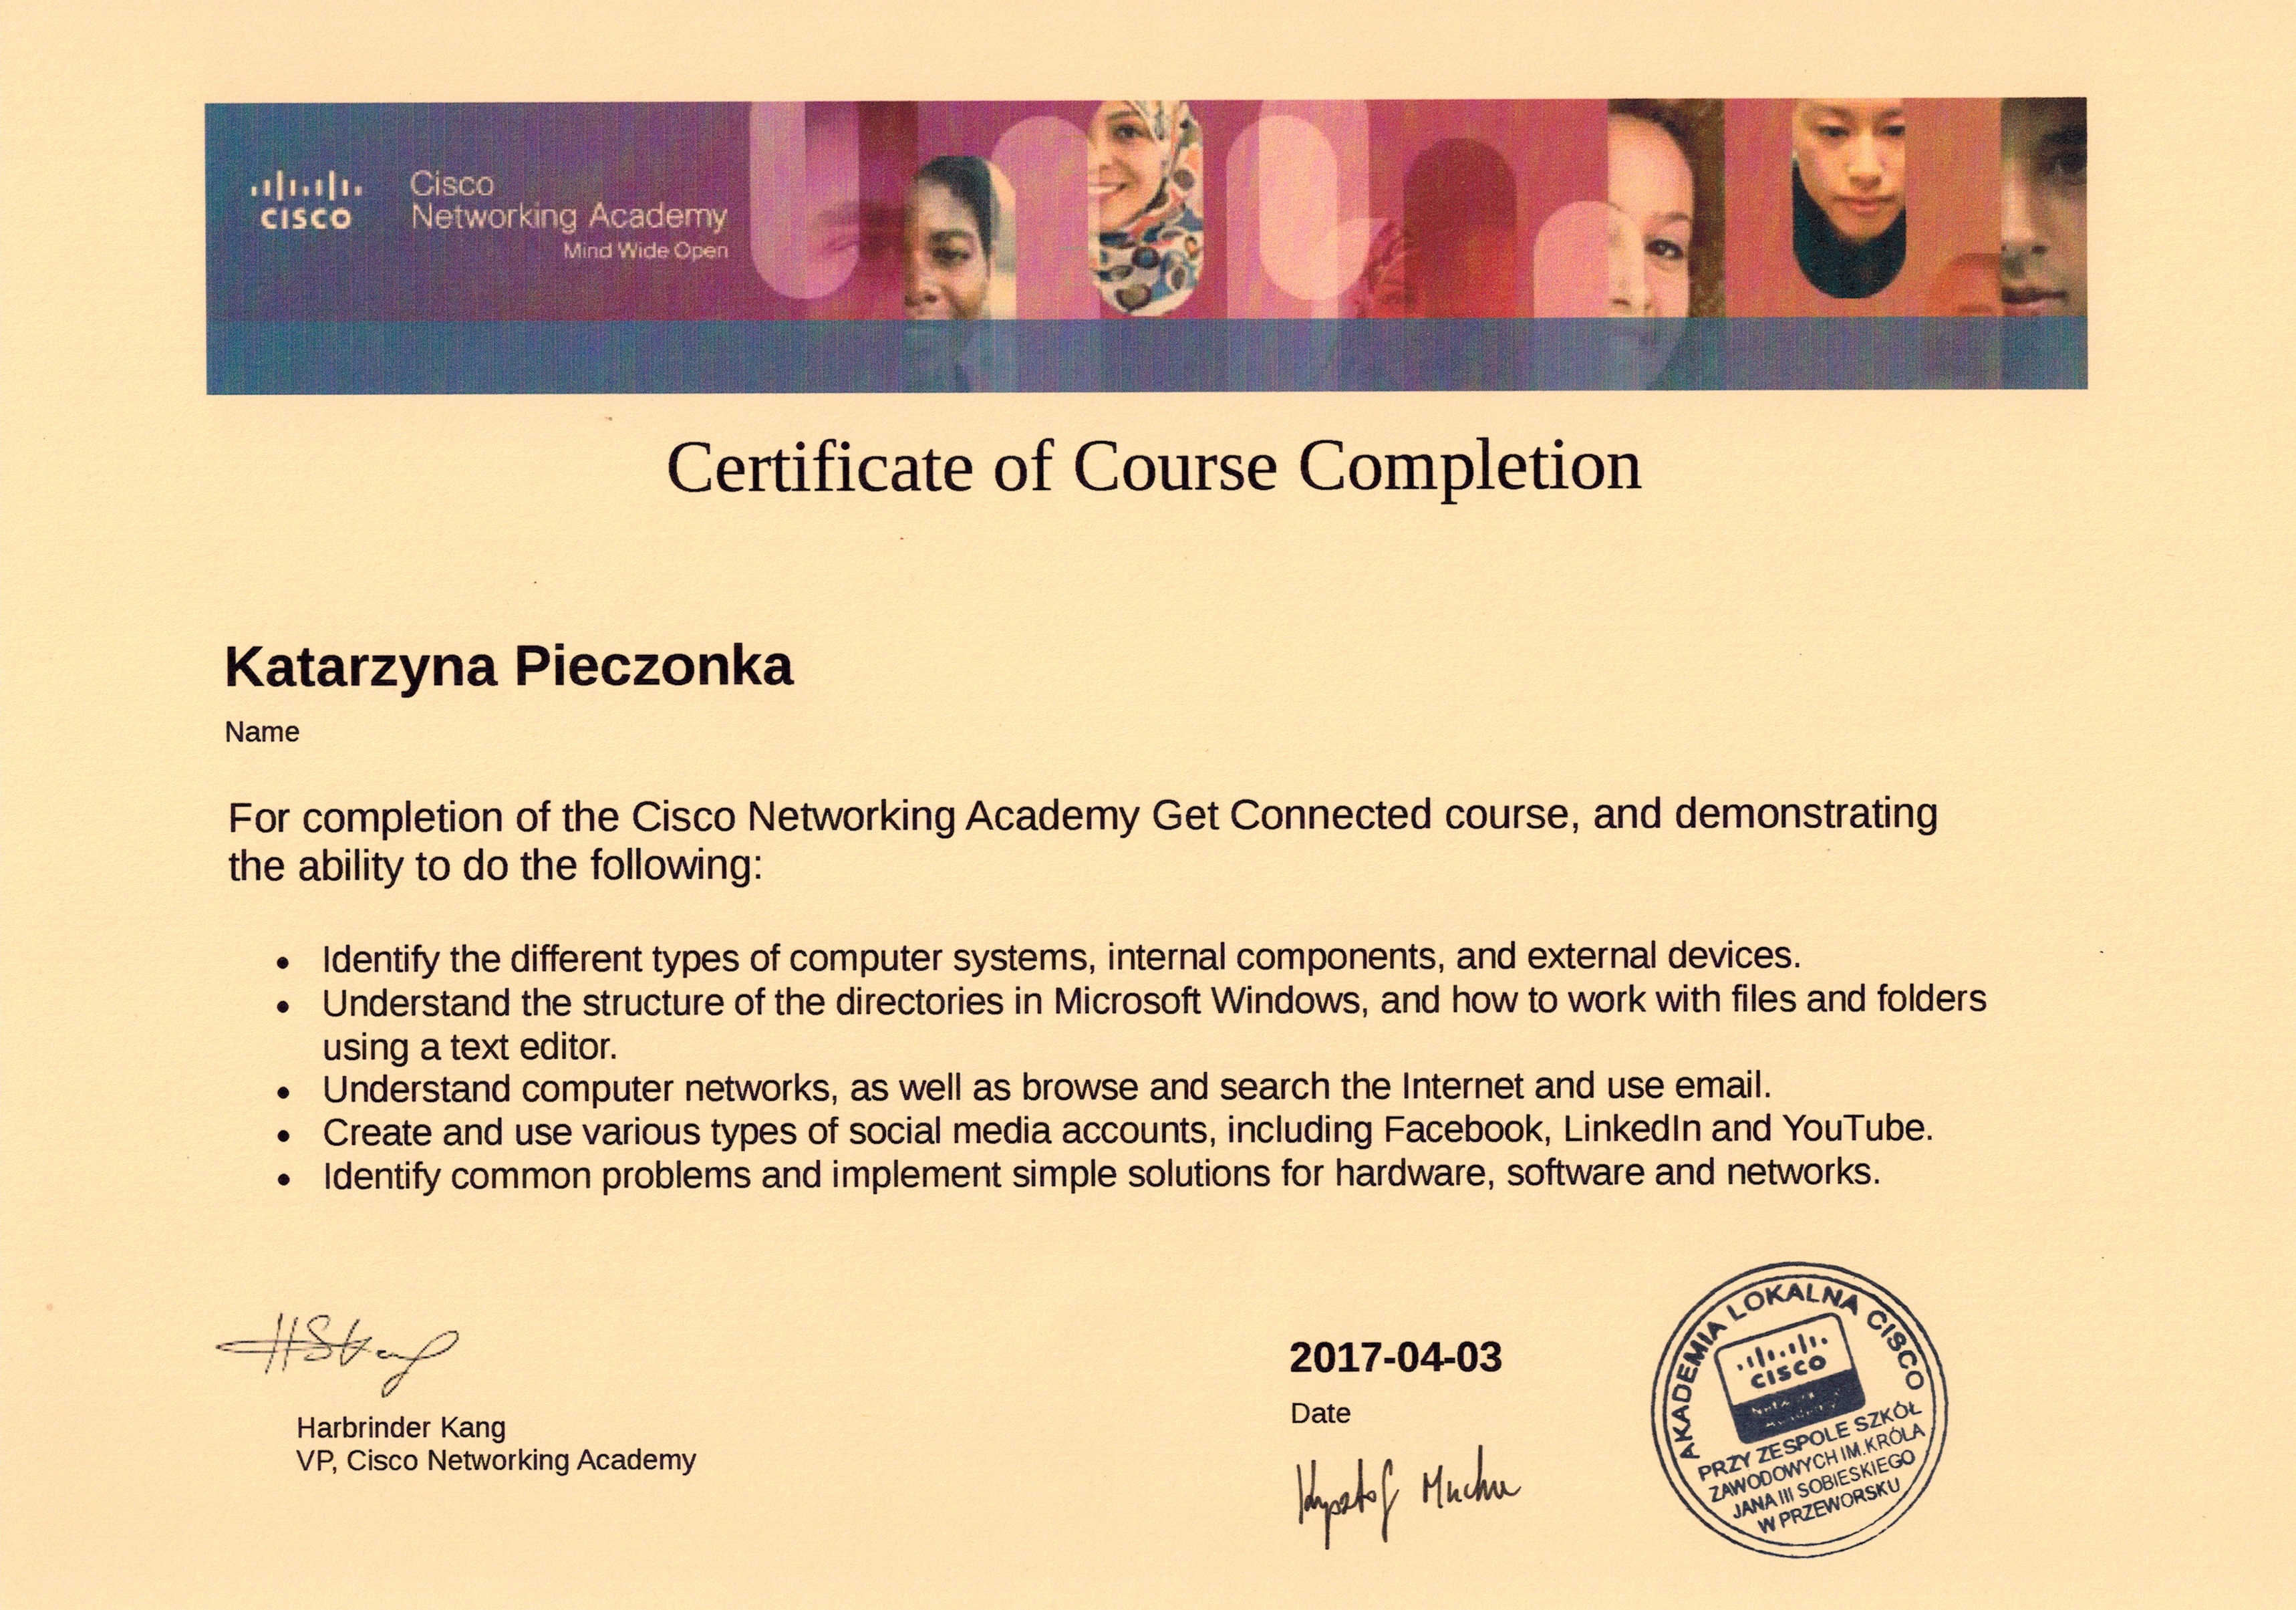 CISCO
Cisco
Networking Academy
Mind Wide Open
Certificate of Course Completion
Katarzyna Pieczonka
Name
For completion of the Cisco Networking Academy Get Connected course, and demonstrating
the ability to do the following:
• Identify the different types of computer systems, internal components, and external devices.
• Understand the structure of the directories in Microsoft Windows, and how to work with files and folders
using a text editor.
• Understand computer networks, as well as browse and search the Internet and use email.
• Create and use various types of social media accounts, including Facebook, LinkedIn and YouTube.
• Identify common problems and implement simple solutions for hardware, software and networks.
Harbrinder Kang
VP, Cisco Networking Academy
2017-04-03
Date
AKADEMIA LOKALNA CISCO
CISCO
PRZY ZESPOLE SZKÓŁ
ZAWODOWYCH IM.KRÓLA
JANA III SOBIESKIEGO
W PRZEWORSKU